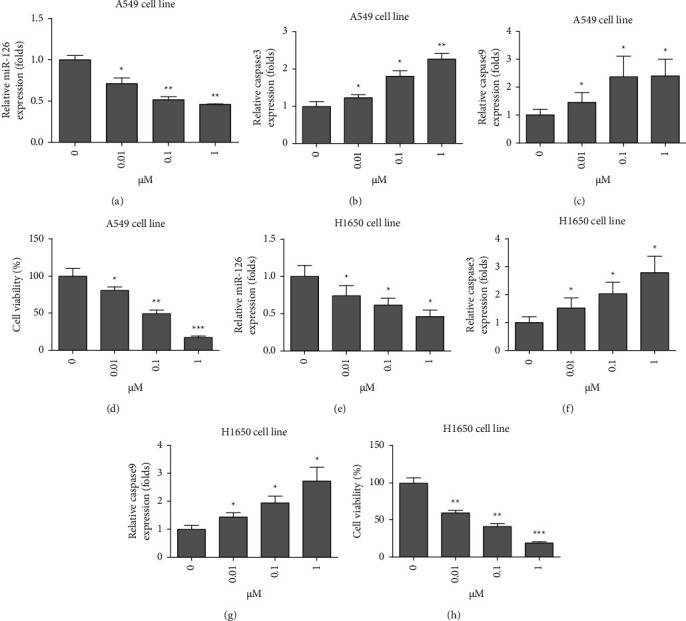 A549 cell line
Relative miR-126
expression (folds)
1.5
1.0
0.5
0.0
* ** **
0 0.01 0.1 1
μM
(a)
A549 cell line
Relative caspase3
expression (folds)
3
2
1
0
* * **
0 0.01 0.1 1
μM
(b)
A549 cell line
Relative caspase9
expression (folds)
4
3
2
1
0
* * *
0 0.01 0.1 1
μM
(c)
A549 cell line
Cell viability (%)
150
100
50
0
* ** ***
0 0.01 0.1 1
μM
(d)
H1650 cell line
Relative miR-126
expression (folds)
1.5
1.0
0.5
0.0
* * *
0 0.01 0.1 1
μM
(e)
H1650 cell line
Relative caspase3
expression (folds)
4
3
2
1
0
* * *
0 0.01 0.1 1
μM
(f)
H1650 cell line
Relative caspase9
expression (folds)
4
3
2
1
0
* * *
0 0.01 0.1 1
μM
(g)
H1650 cell line
Cell viability (%)
150
100
50
0
** ** ***
0 0.01 0.1 1
μM
(h)